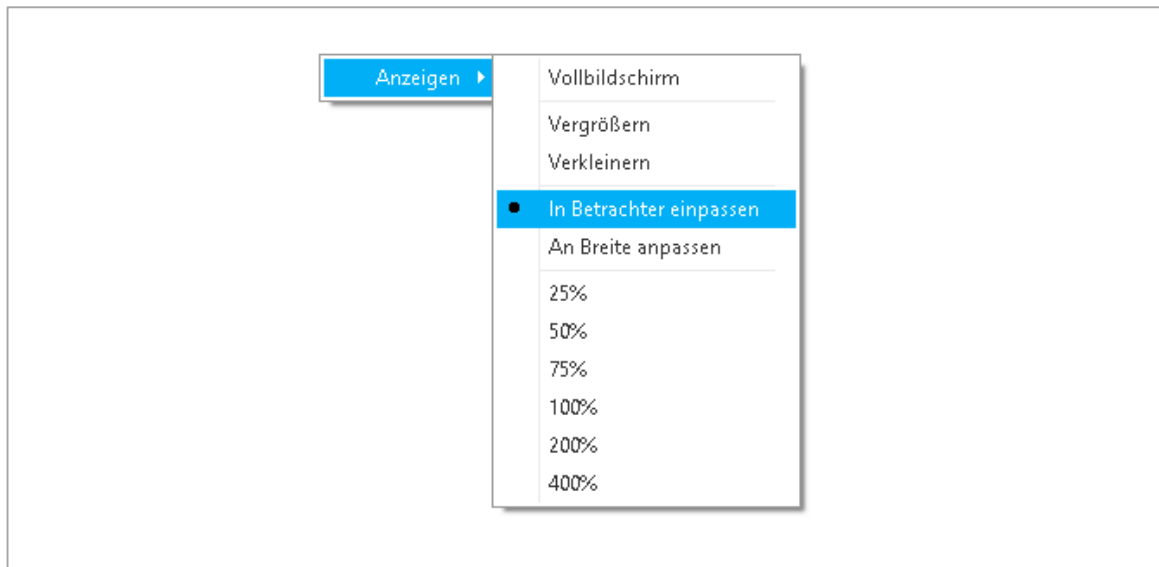 Anzeigen
Vollbildschirm
Vergrößern
Verkleinern
In Betrachter einpassen
An Breite anpassen
25%
50%
75%
100%
200%
400%